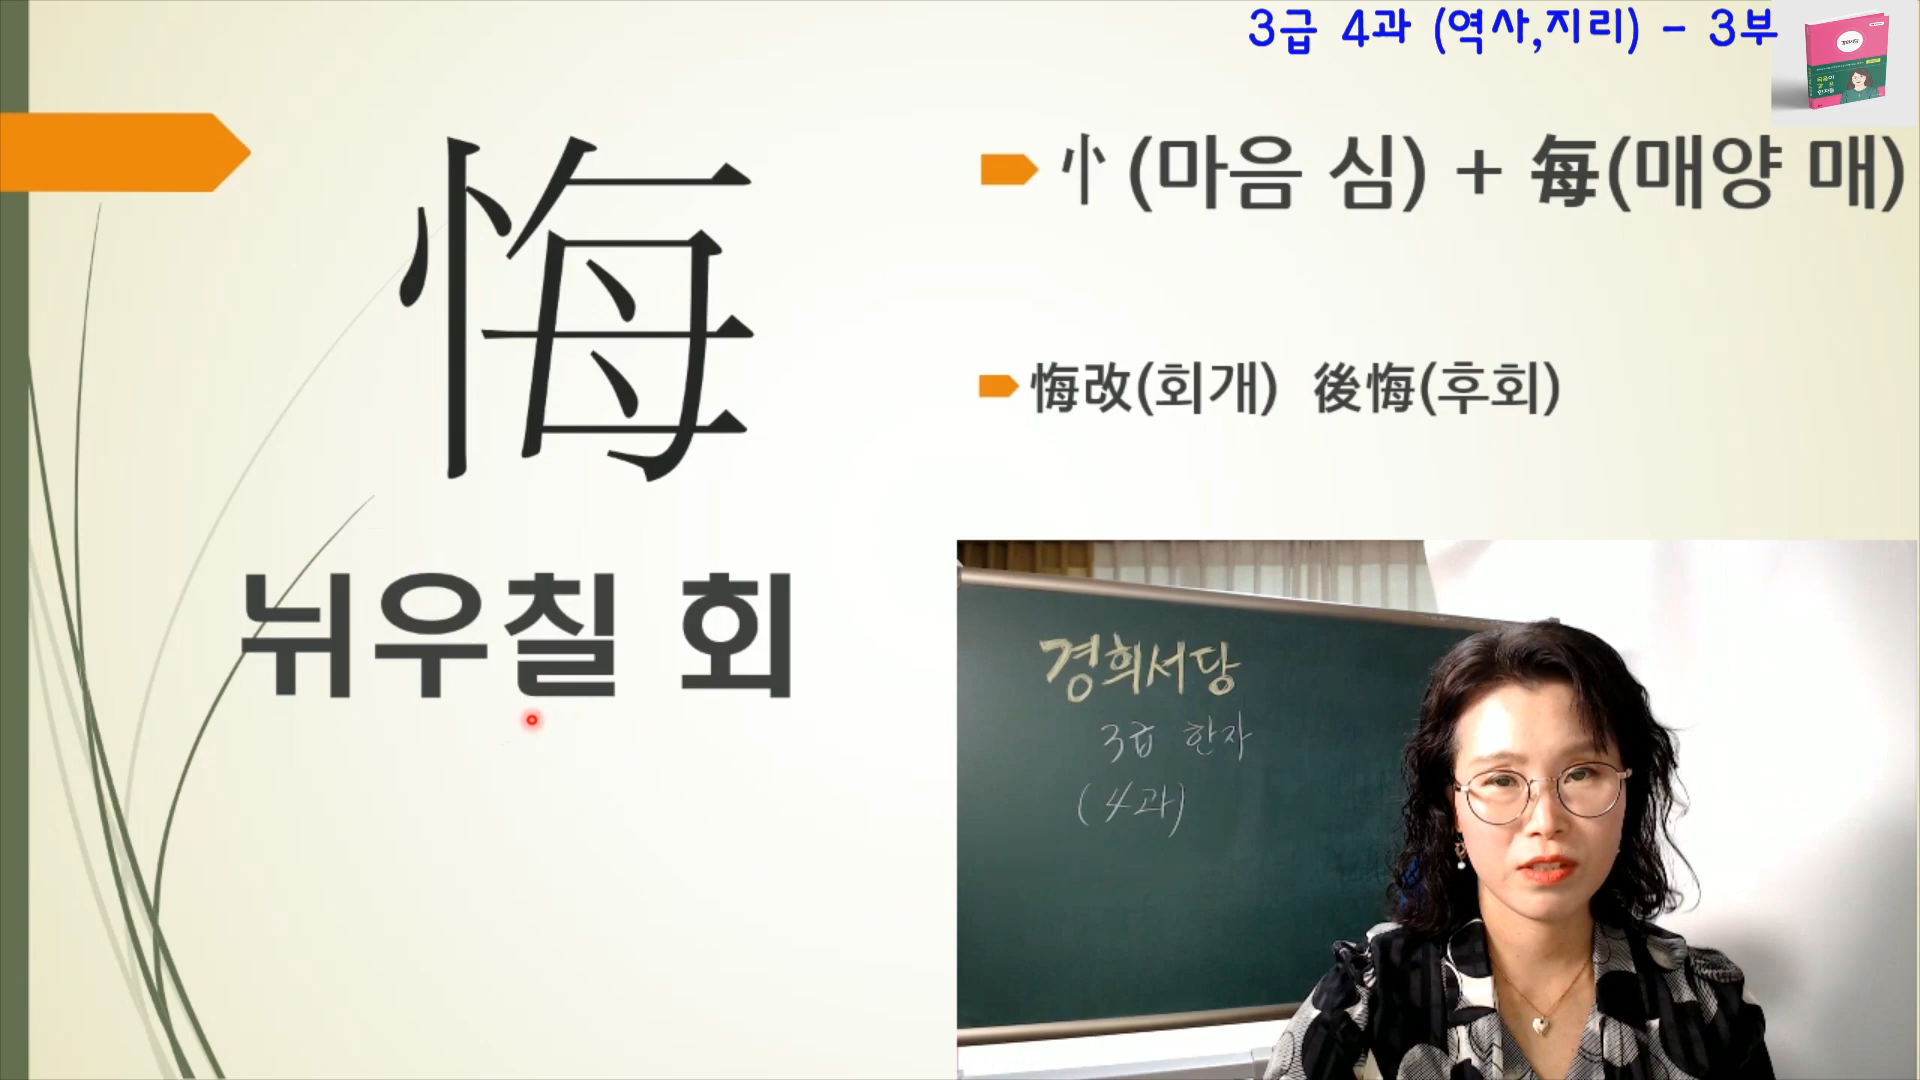 3급 4과 (역사,지리) - 3부
悔
뉘우칠 회
忄(마음 심) + 每(매양 매)
悔改(회개) 後悔(후회)
경희서당
3급 한자
(4과)